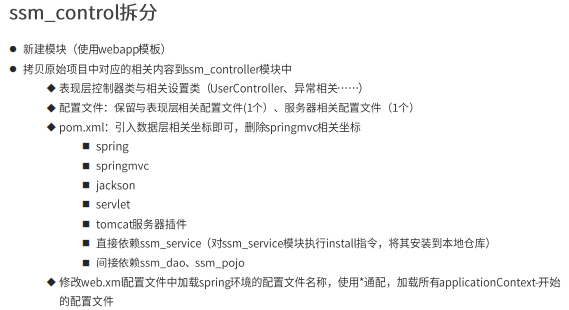 ssm_control拆分
● 新建模块（使用webapp模板）
● 拷贝原始项目中对应的相关内容到ssm_controller模块中
◆ 表现层控制器类与相关设置类（UserController、异常相关……）
◆ 配置文件：保留与表现层相关配置文件(1个）、服务器相关配置文件（1个）
◆ pom.xml：引入数据层相关坐标即可，删除springmvc相关坐标
■ spring
■ springmvc
■ jackson
■ servlet
■ tomcat服务器插件
■ 直接依赖ssm_service（对ssm_service模块执行install指令，将其安装到本地仓库）
■ 间接依赖ssm_dao、ssm_pojo
◆ 修改web.xml配置文件中加载spring环境的配置文件名称，使用*通配，加载所有applicationContext-开始
的配置文件